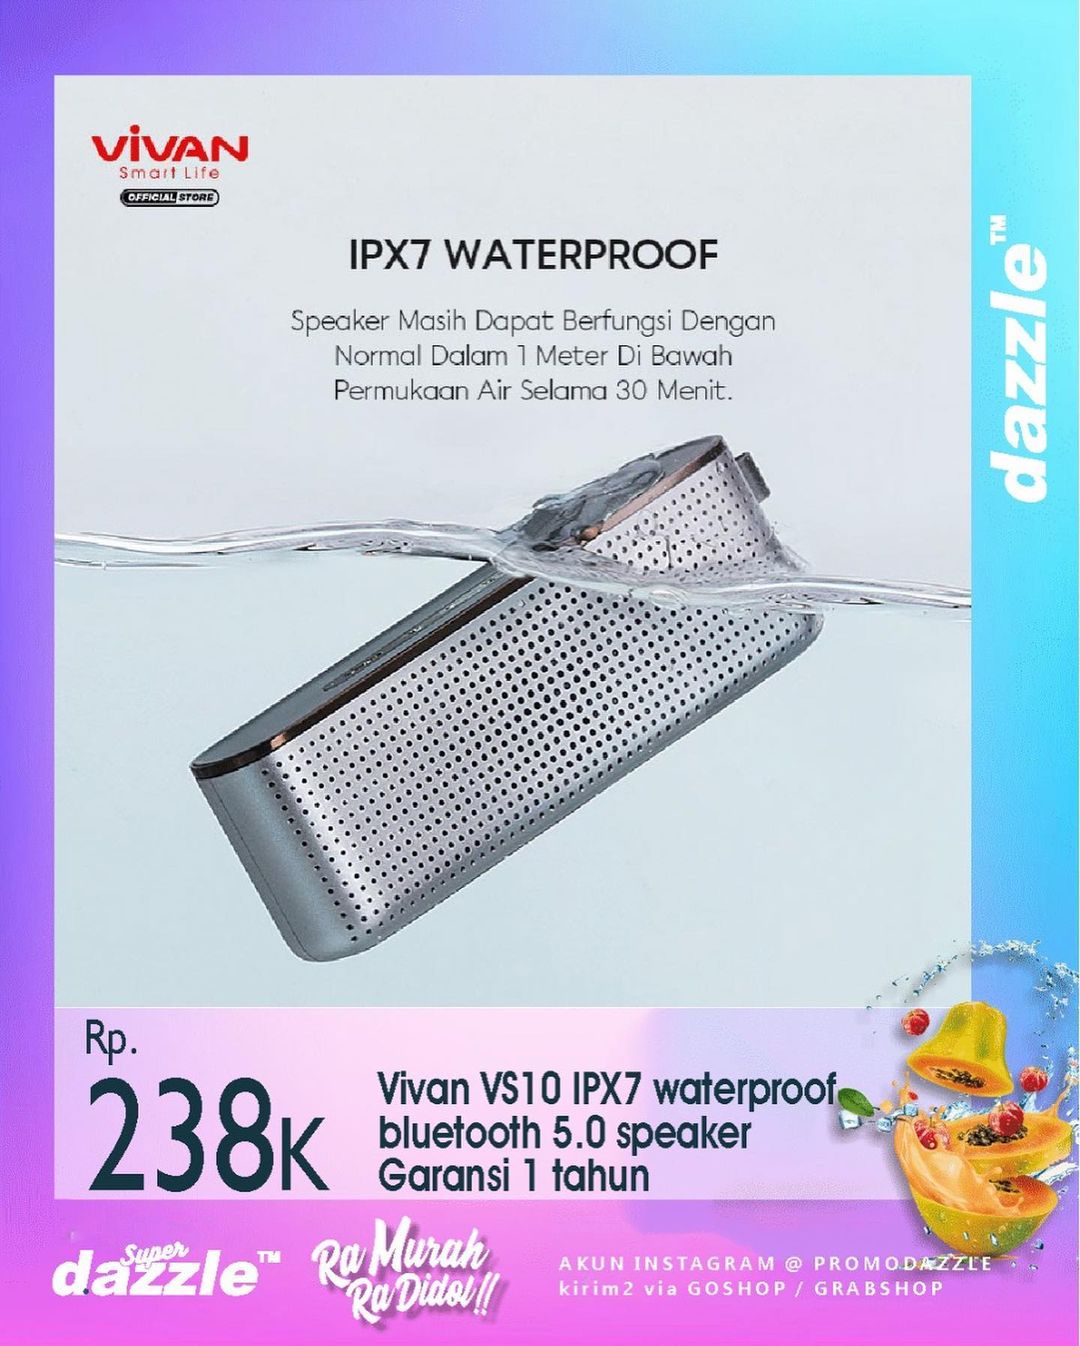 ViVAN
Smart Life
OFFICIAL STORE
IPX7 WATERPROOF
Speaker Masih Dapat Berfungsi Dengan
Normal Dalam 1 Meter Di Bawah
Permukaan Air Selama 30 Menit.
dazzle™
Rp.
238K
Vivan VS10 IPX7 waterproof
bluetooth 5.0 speaker
Garansi 1 tahun
Super
dazzle™
Ra Murah
Ra Didol!!
AKUN INSTAGRAM @ PROMODAZZLE
kirim2 via GOSHOP / GRABSHOP